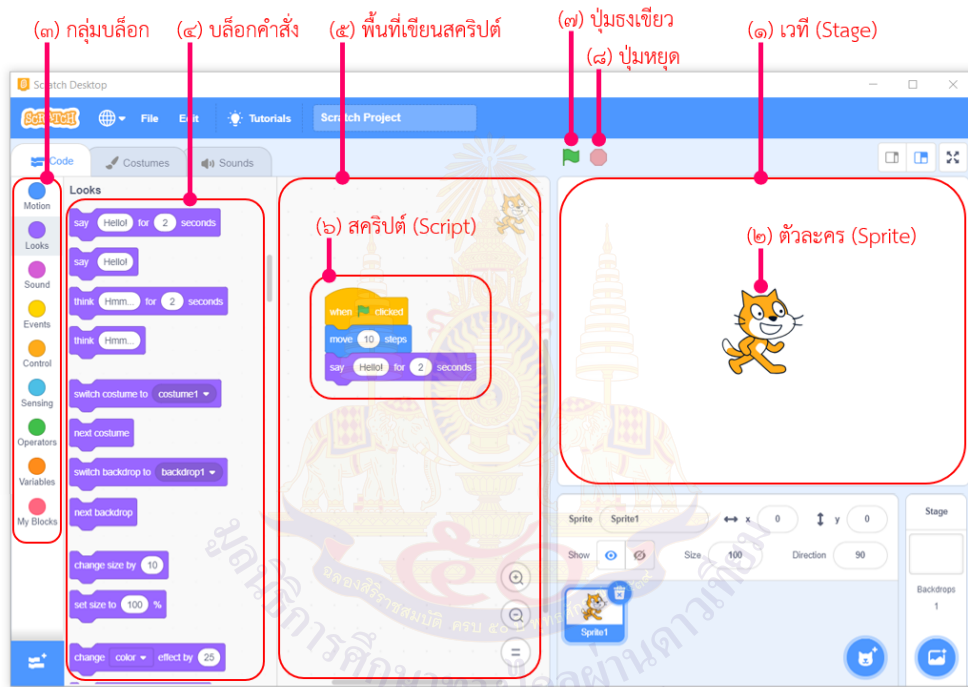 (๓) กลุ่มบล็อก (๔) บล็อกคำสั่ง (๕) พื้นที่เขียนสคริปต์ (๗) ปุ่มธงเขียว (๑) เวที (Stage)
(๘) ปุ่มหยุด
Scratch Desktop
SCRATCH File Edit Tutorials Scratch Project
Code Costumes Sounds
Motion
Looks
Sound
Events
Control
Sensing
Operators
Variables
My Blocks
Looks
say Hello! for 2 seconds
say Hello!
think Hmm... for 2 seconds
think Hmm...
switch costume to costume1
next costume
switch backdrop to backdrop1
next backdrop
change size by 10
set size to 100 %
change color effect by 25
(๖) สคริปต์ (Script)
when clicked
move 10 steps
say Hello! for 2 seconds
(๒) ตัวละคร (Sprite)
Sprite Sprite1 x 0 y 0
Show Size 100 Direction 90
Sprite1
Stage
Backdrops
1